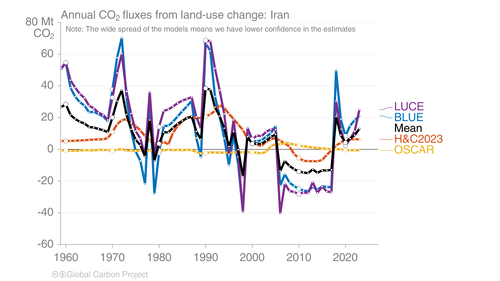 Annual CO₂ fluxes from land-use change: Iran
80 Mt
CO₂
Note: The wide spread of the models means we have lower confidence in the estimates
60
40
20
0
-20
-40
-60
1960 1970 1980 1990 2000 2010 2020
LUCE
BLUE
Mean
H&C2023
OSCAR
Global Carbon Project